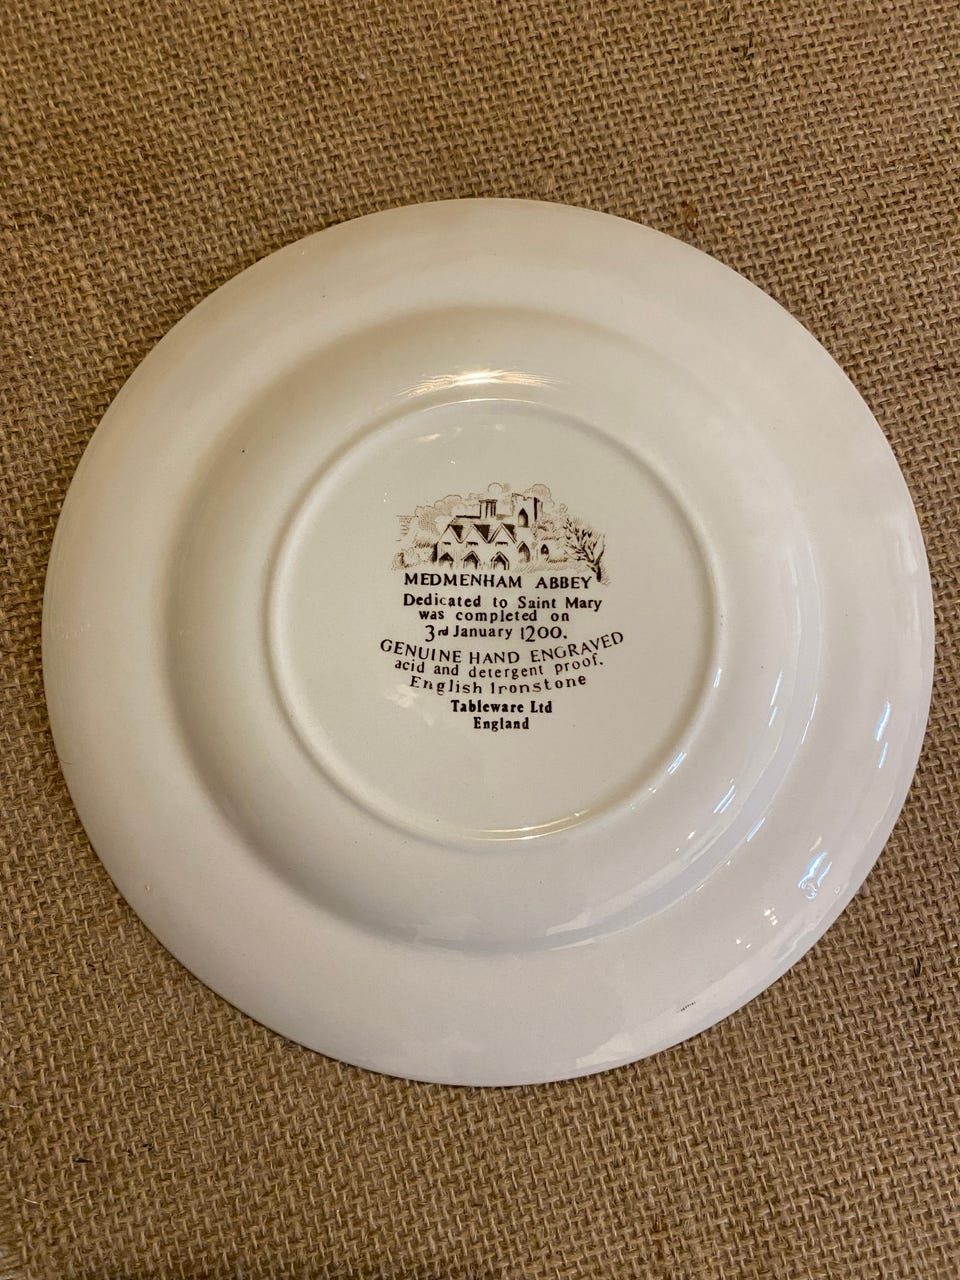 MEDMENHAM ABBEY
Dedicated to Saint Mary
was completed on
3rd January 1200.
GENUINE HAND ENGRAVED
acid and detergent proof.
English Ironstone
Tableware Ltd
England